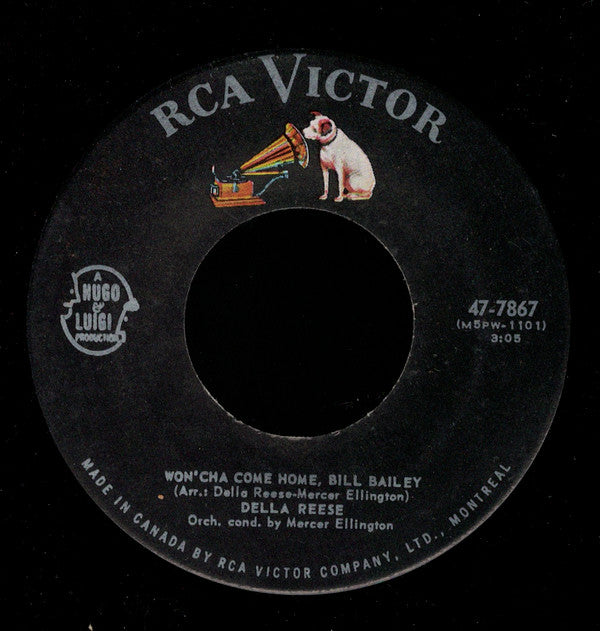 RCA VICTOR
A
HUGO
&
LUIGI
PRODUCTION
47-7867
(M5PW-1101)
3:05
WON'CHA COME HOME, BILL BAILEY
(Arr.: Della Reese-Mercer Ellington)
DELLA REESE
Orch. cond. by Mercer Ellington
MADE IN CANADA BY RCA VICTOR COMPANY, LTD., MONTREAL